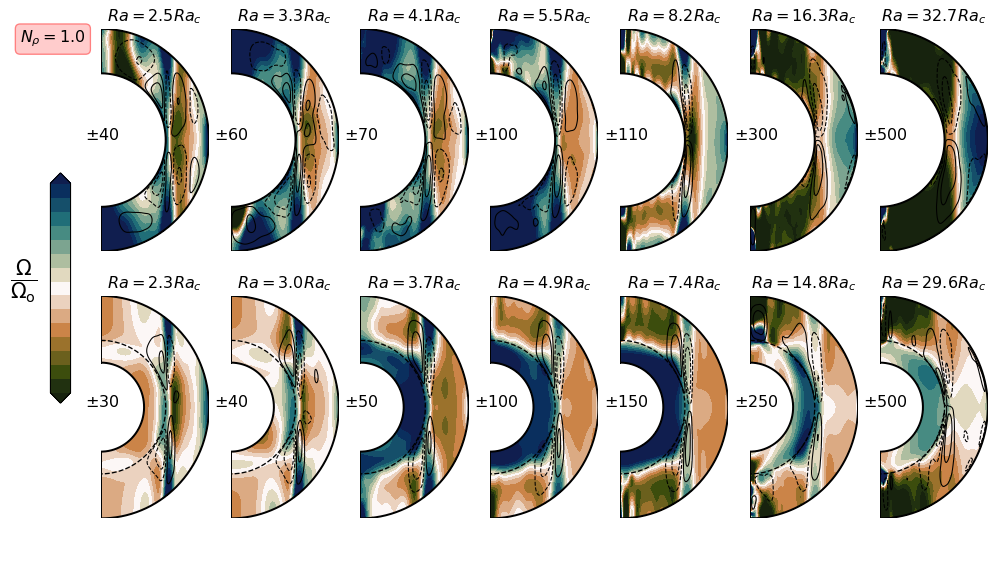 N_ρ = 1.0
Ra = 2.5Ra_c
Ra = 3.3Ra_c
Ra = 4.1Ra_c
Ra = 5.5Ra_c
Ra = 8.2Ra_c
Ra = 16.3Ra_c
Ra = 32.7Ra_c
±40
±60
±70
±100
±110
±300
±500
Ω
Ω_o
Ra = 2.3Ra_c
Ra = 3.0Ra_c
Ra = 3.7Ra_c
Ra = 4.9Ra_c
Ra = 7.4Ra_c
Ra = 14.8Ra_c
Ra = 29.6Ra_c
±30
±40
±50
±100
±150
±250
±500